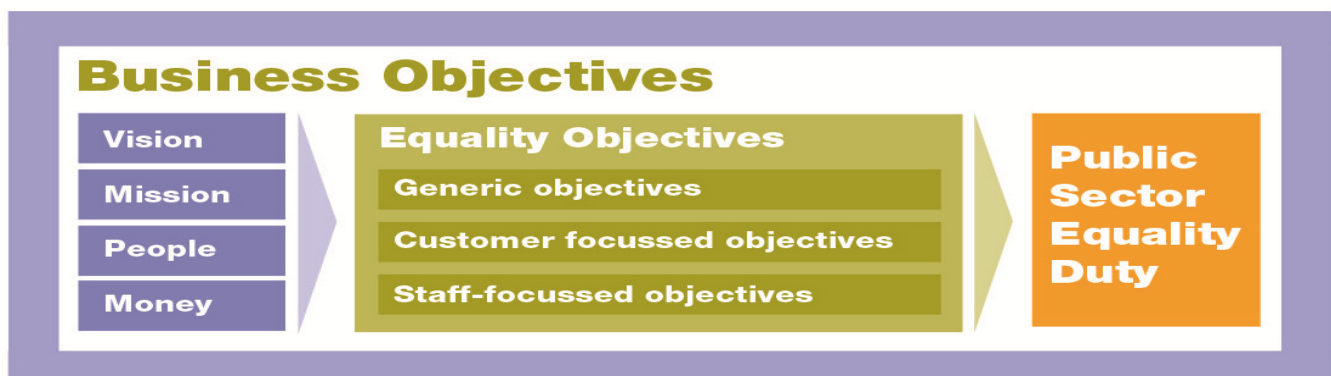 Business Objectives
Vision
Mission
People
Money
Equality Objectives
Generic objectives
Customer focussed objectives
Staff-focussed objectives
Public
Sector
Equality
Duty